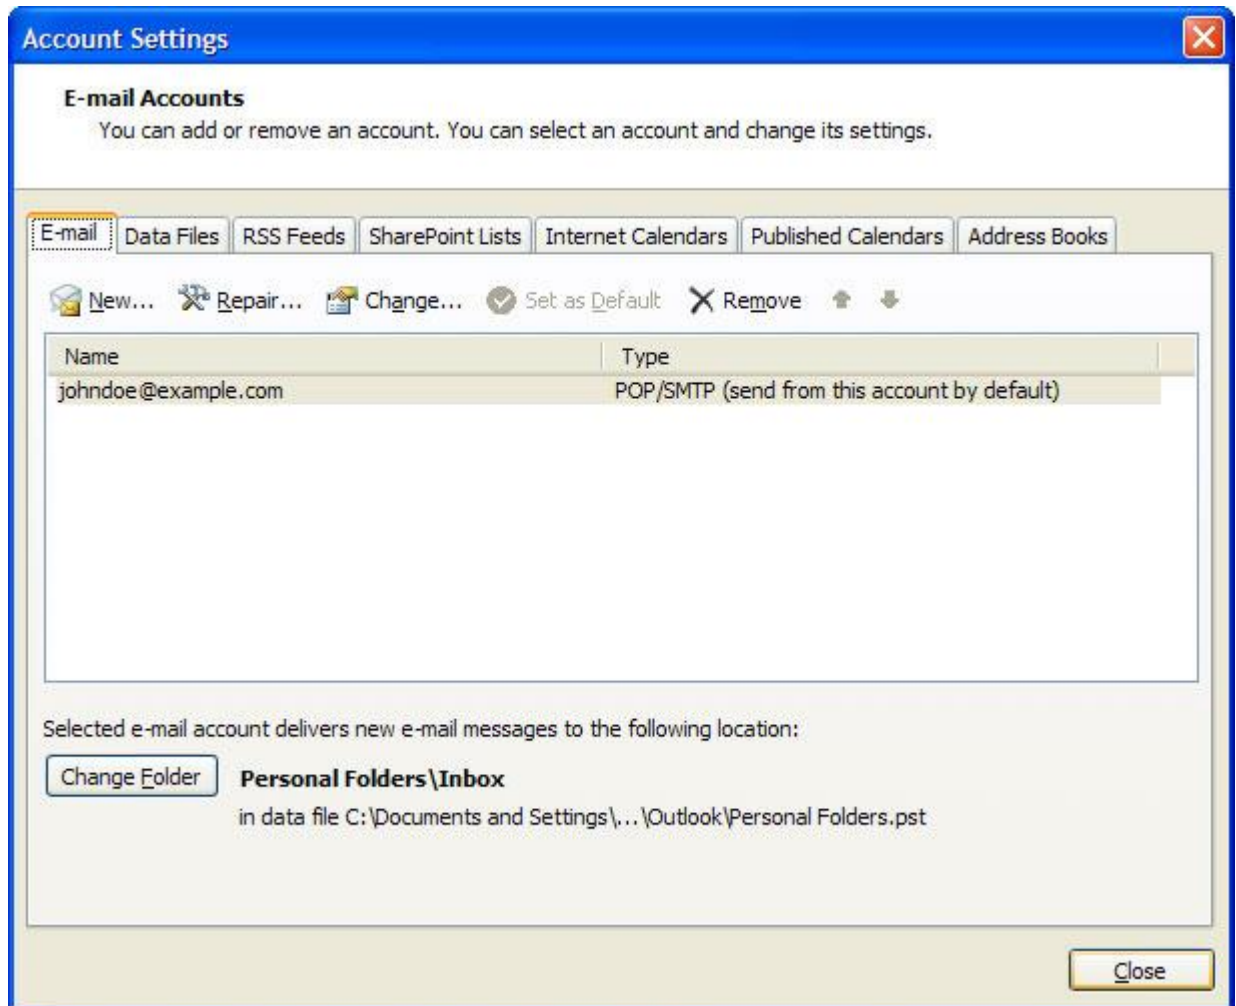 Account Settings
E-mail Accounts
You can add or remove an account. You can select an account and change its settings.
E-mail Data Files RSS Feeds SharePoint Lists Internet Calendars Published Calendars Address Books
New... Repair... Change... Set as Default Remove
Name Type
johndoe@example.com POP/SMTP (send from this account by default)
Selected e-mail account delivers new e-mail messages to the following location:
Change Folder Personal Folders\Inbox
in data file C:\Documents and Settings\...\Outlook\Personal Folders.pst
Close